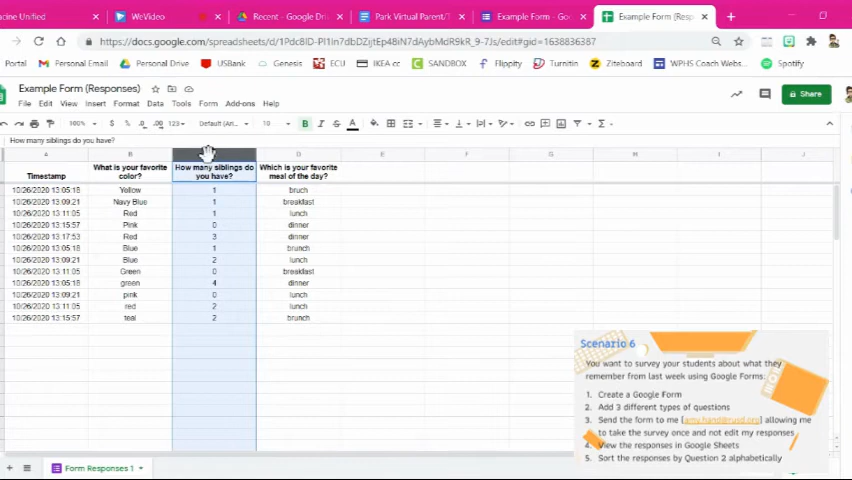 acine Unified
WeVideo
Recent - Google Dri
Park Virtual Parent/T
Example Form - Goo
Example Form (Resp
https://docs.google.com/spreadsheets/d/1Pdc8lD-Pl1In7dbDZijtEp48iN7dAybMdR9kR_9-7Js/edit#gid=1638836387
Portal
Personal Email
Personal Drive
USBank
Genesis
ECU
IKEA cc
SANDBOX
Flippity
Turnitin
Ziteboard
WPHS Coach Webs...
Spotify
Example Form (Responses)
File Edit View Insert Format Data Tools Form Add-ons Help
Share
100% $ % .0 .00 123 Default (Ari... 10 B I S A
How many siblings do you have?
A B D E F G H I J
Timestamp What is your favorite color? How many siblings do you have? Which is your favorite meal of the day?
10/26/2020 13:05:18 Yellow 1 bruch
10/26/2020 13:09:21 Navy Blue 1 breakfast
10/26/2020 13:11:05 Red 1 lunch
10/26/2020 13:15:57 Pink 0 dinner
10/26/2020 13:17:53 Red 3 dinner
10/26/2020 13:05:18 Blue 1 brunch
10/26/2020 13:09:21 Blue 2 lunch
10/26/2020 13:11:05 Green 0 breakfast
10/26/2020 13:05:18 green 4 dinner
10/26/2020 13:09:21 pink 0 lunch
10/26/2020 13:11:05 red 2 lunch
10/26/2020 13:15:57 teal 2 brunch
Scenario 6
You want to survey your students about what they
remember from last week using Google Forms:
1. Create a Google Form
2. Add 3 different types of questions
3. Send the form to me [amy.hand@rusd.org] allowing me
to take the survey once and not edit my responses
4. View the responses in Google Sheets
5. Sort the responses by Question 2 alphabetically
Form Responses 1